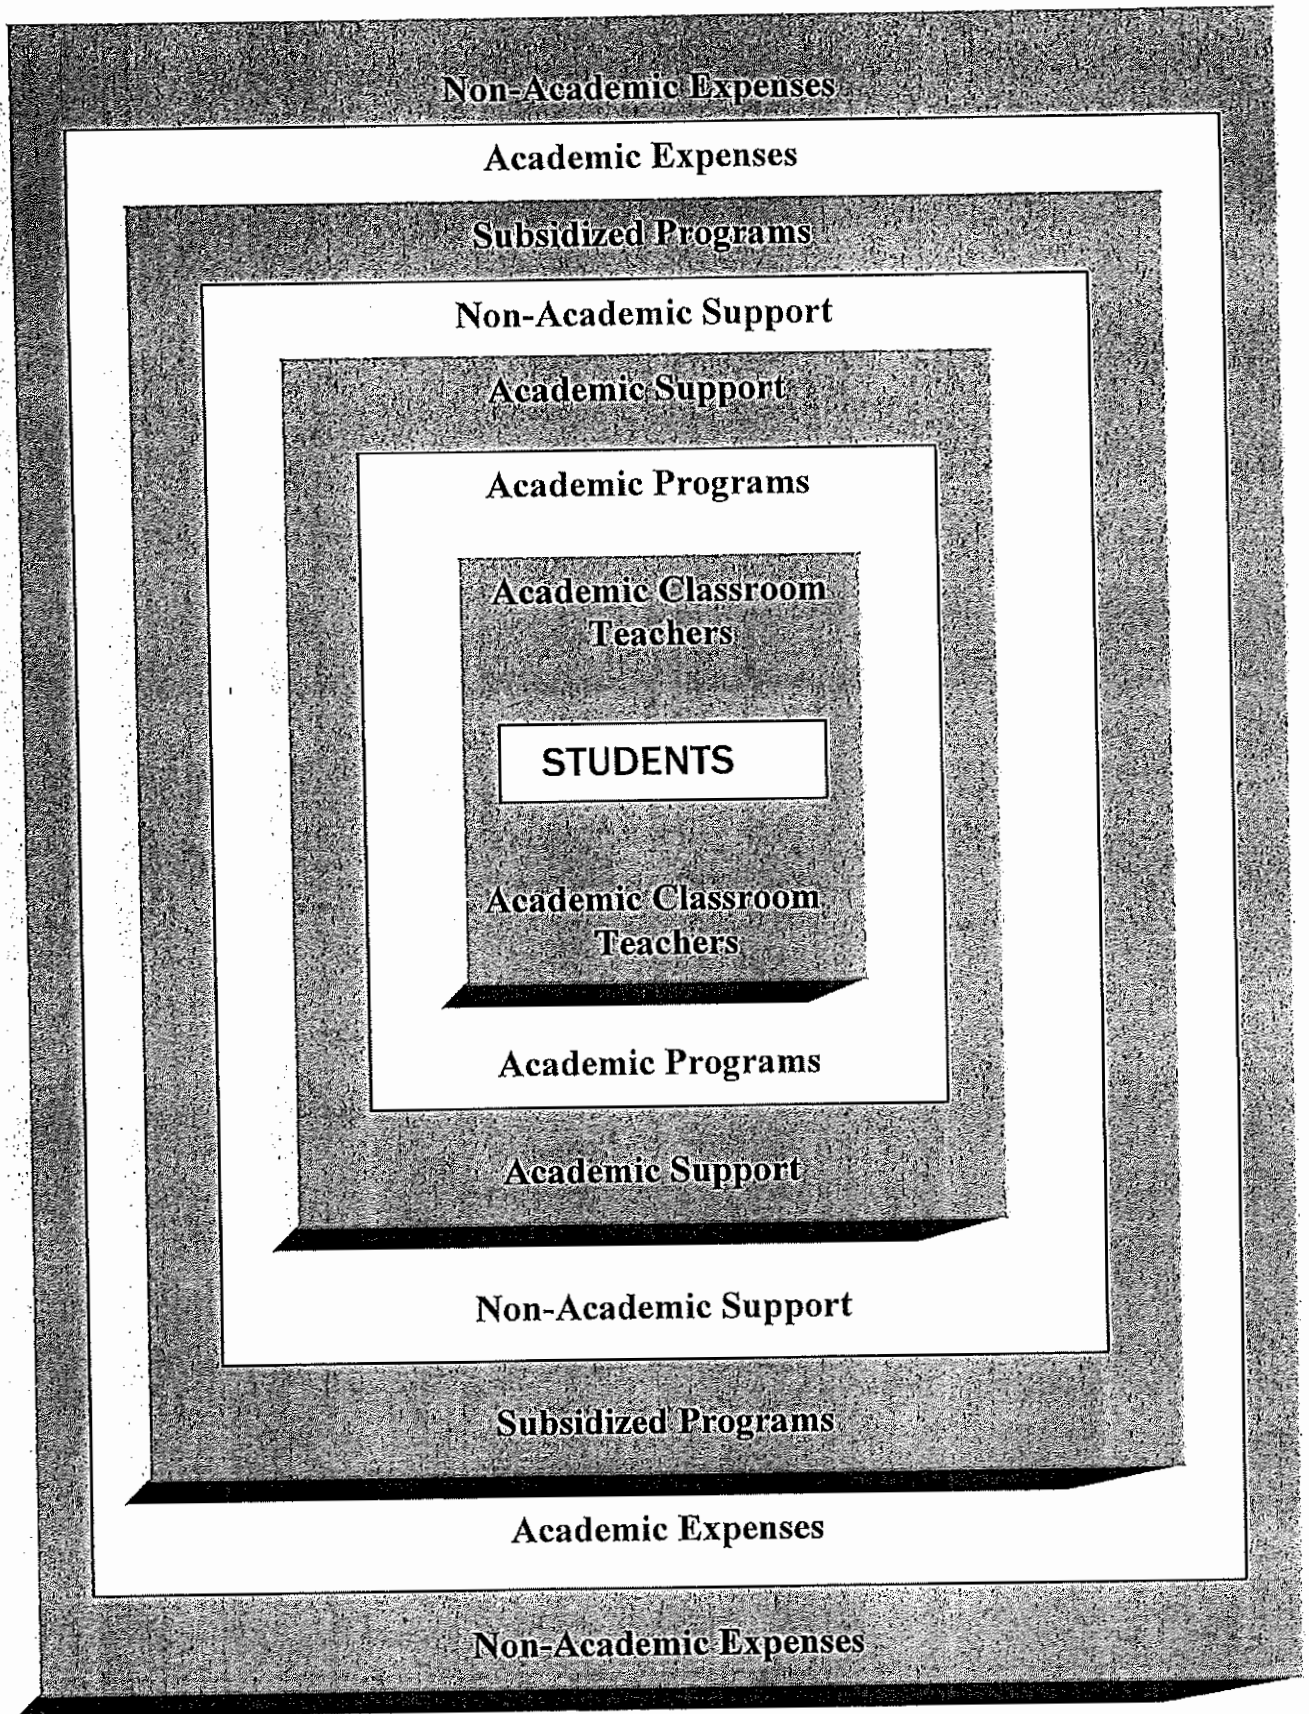 Non-Academic Expenses
Academic Expenses
Subsidized Programs
Non-Academic Support
Academic Support
Academic Programs
Academic Classroom
Teachers
STUDENTS
Academic Classroom
Teachers
Academic Programs
Academic Support
Non-Academic Support
Subsidized Programs
Academic Expenses
Non-Academic Expenses